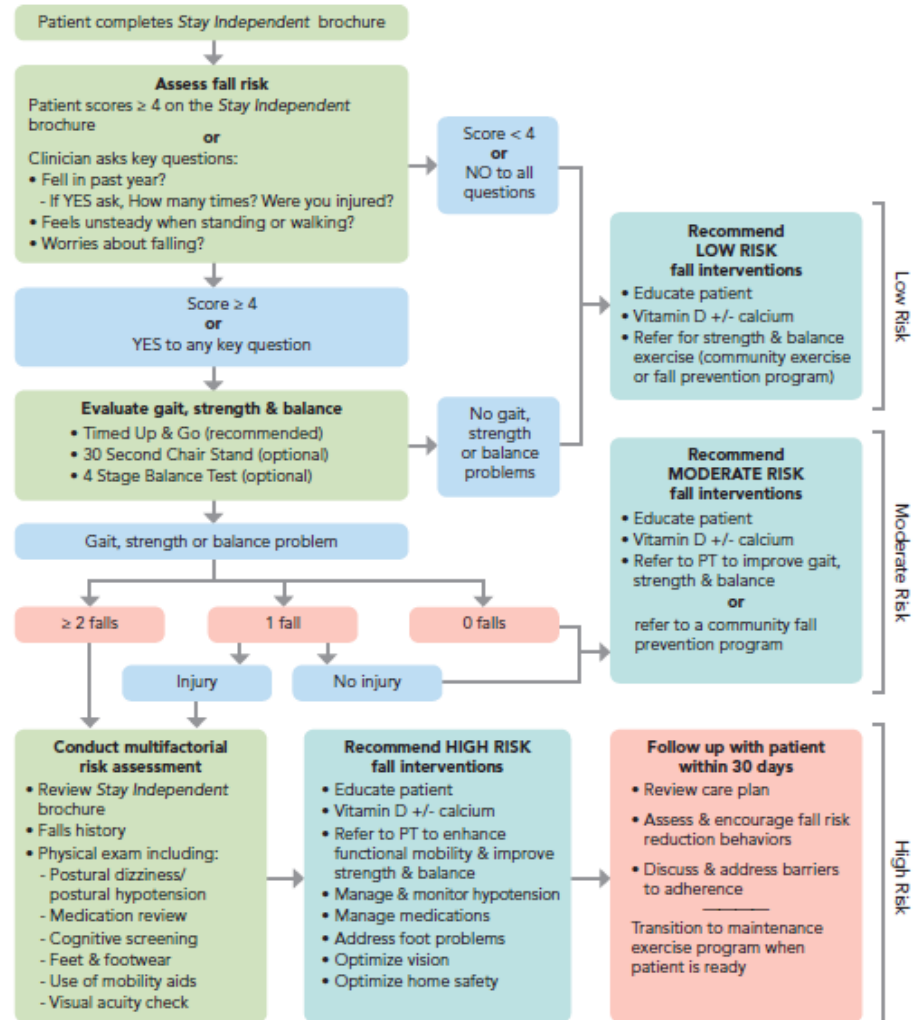 Patient completes Stay Independent brochure
Assess fall risk
Patient scores ≥ 4 on the Stay Independent
brochure
or
Clinician asks key questions:
• Fell in past year?
- If YES ask, How many times? Were you injured?
• Feels unsteady when standing or walking?
• Worries about falling?
Score < 4
or
NO to all
questions
Score ≥ 4
or
YES to any key question
Evaluate gait, strength & balance
• Timed Up & Go (recommended)
• 30 Second Chair Stand (optional)
• 4 Stage Balance Test (optional)
No gait,
strength
or balance
problems
Recommend
LOW RISK
fall interventions
• Educate patient
• Vitamin D +/- calcium
• Refer for strength & balance
exercise (community exercise
or fall prevention program)
Low Risk
Gait, strength or balance problem
≥ 2 falls
1 fall
0 falls
Injury
No injury
Recommend
MODERATE RISK
fall interventions
• Educate patient
• Vitamin D +/- calcium
• Refer to PT to improve gait,
strength & balance
or
refer to a community fall
prevention program
Moderate Risk
Conduct multifactorial
risk assessment
• Review Stay Independent
brochure
• Falls history
• Physical exam including:
- Postural dizziness/
postural hypotension
- Medication review
- Cognitive screening
- Feet & footwear
- Use of mobility aids
- Visual acuity check
Recommend HIGH RISK
fall interventions
• Educate patient
• Vitamin D +/- calcium
• Refer to PT to enhance
functional mobility & improve
strength & balance
• Manage & monitor hypotension
• Manage medications
• Address foot problems
• Optimize vision
• Optimize home safety
Follow up with patient
within 30 days
• Review care plan
• Assess & encourage fall risk
reduction behaviors
• Discuss & address barriers
to adherence
Transition to maintenance
exercise program when
patient is ready
High Risk